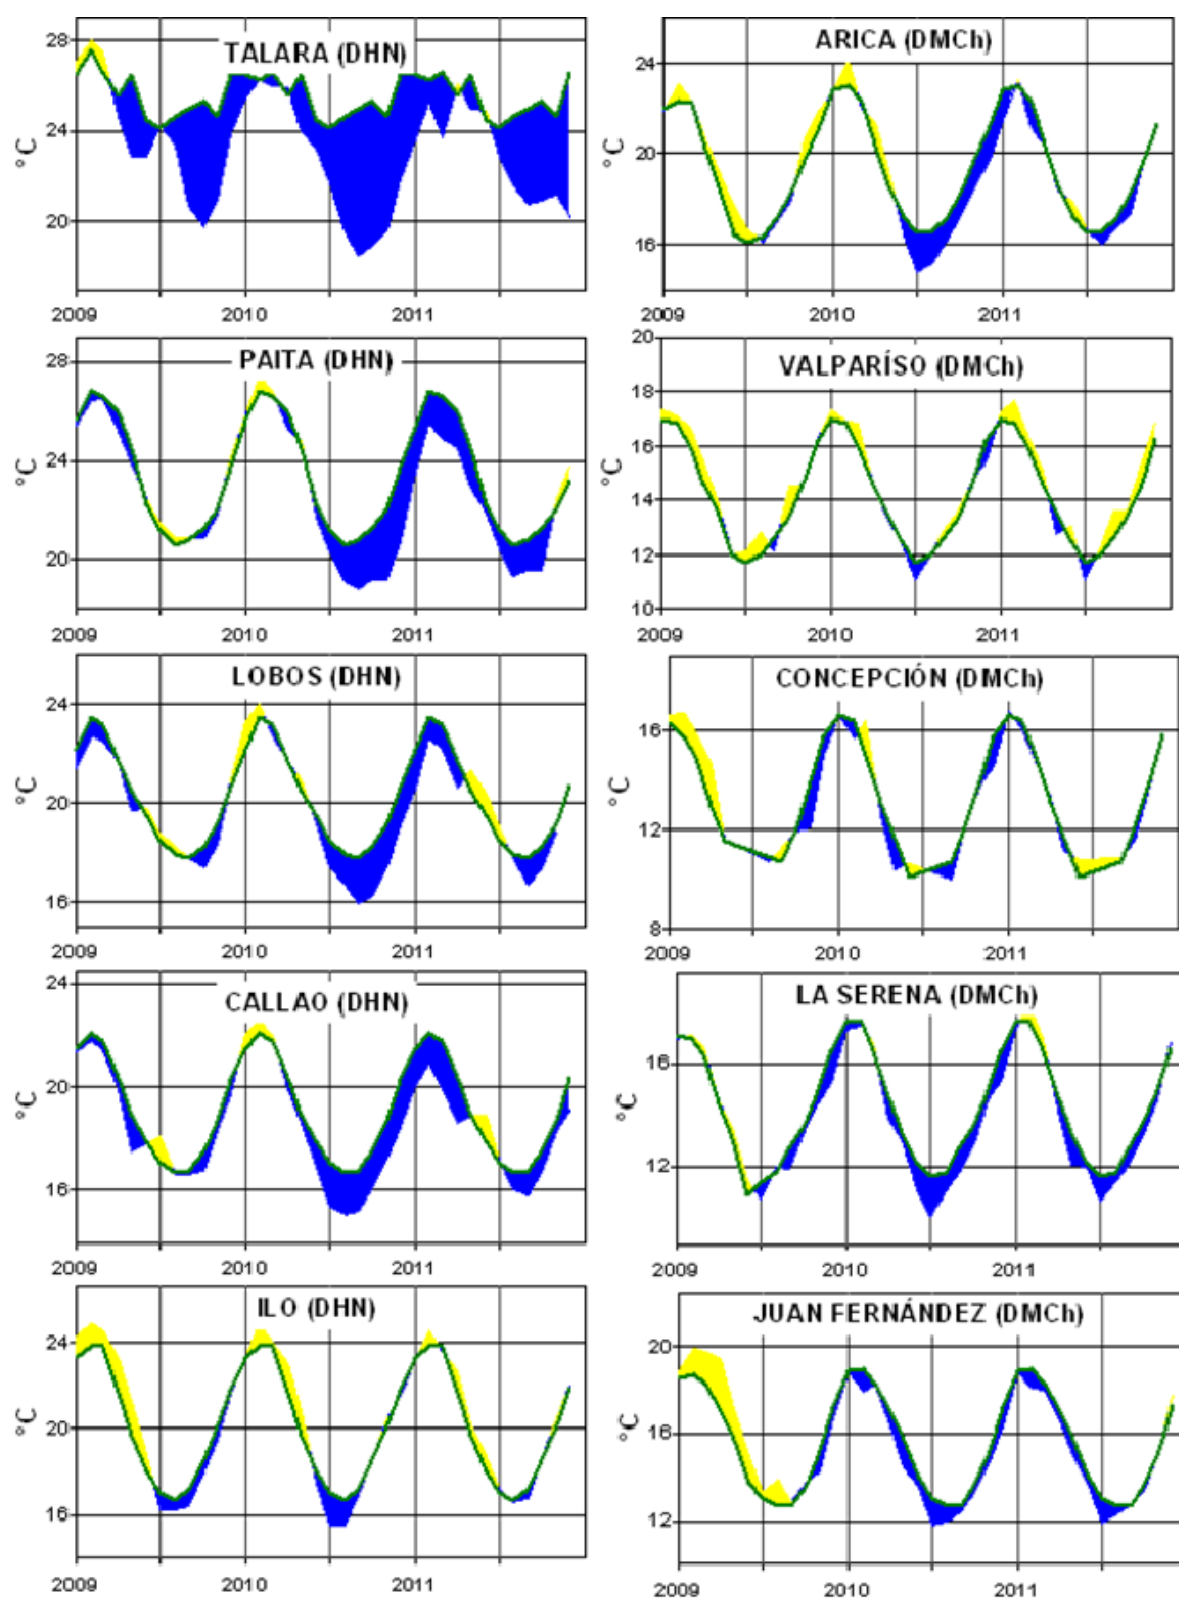 TALARA (DHN)
°C
28
24
20
2009 2010 2011
ARICA (DMCh)
°C
24
20
16
2009 2010 2011
PAITA (DHN)
°C
28
24
20
2009 2010 2011
VALPARÍSO (DMCh)
°C
20
18
16
14
12
10
2009 2010 2011
LOBOS (DHN)
°C
24
20
16
2009 2010 2011
CONCEPCIÓN (DMCh)
°C
16
12
8
2009 2010 2011
CALLAO (DHN)
°C
24
20
16
2009 2010 2011
LA SERENA (DMCh)
°C
16
12
2009 2010 2011
ILO (DHN)
°C
24
20
16
2009 2010 2011
JUAN FERNÁNDEZ (DMCh)
°C
20
16
12
2009 2010 2011